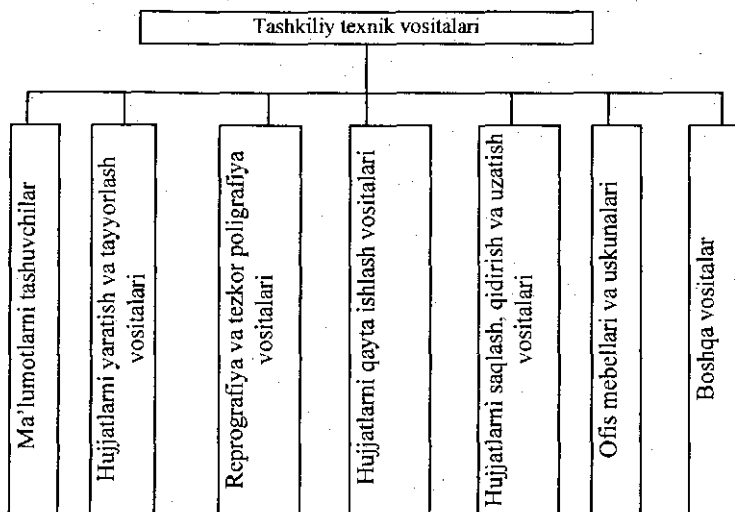 Tashkiliy texnik vositalari
Ma'lumotlarni tashuvchilar
Hujjatlarni yaratish va tayyorlash
vositalari
Reprografiya va tezkor poligrafiya
vositalari
Hujjatlarni qayta ishlash vositalari
Hujjatlarni saqlash, qidirish va uzatish
vositalari
Ofis mebellari va uskunalari
Boshqa vositalar